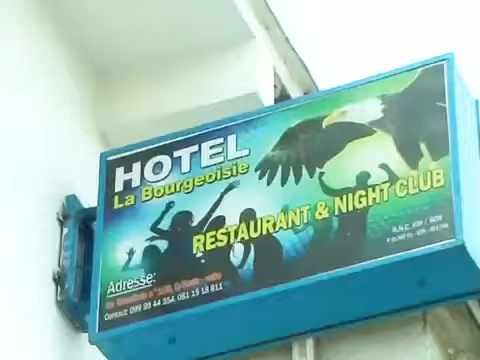 HOTEL
La Bourgeoisie
RESTAURANT & NIGHT CLUB
Adresse:
Contact: 099 99 44 354, 081 15 18 811